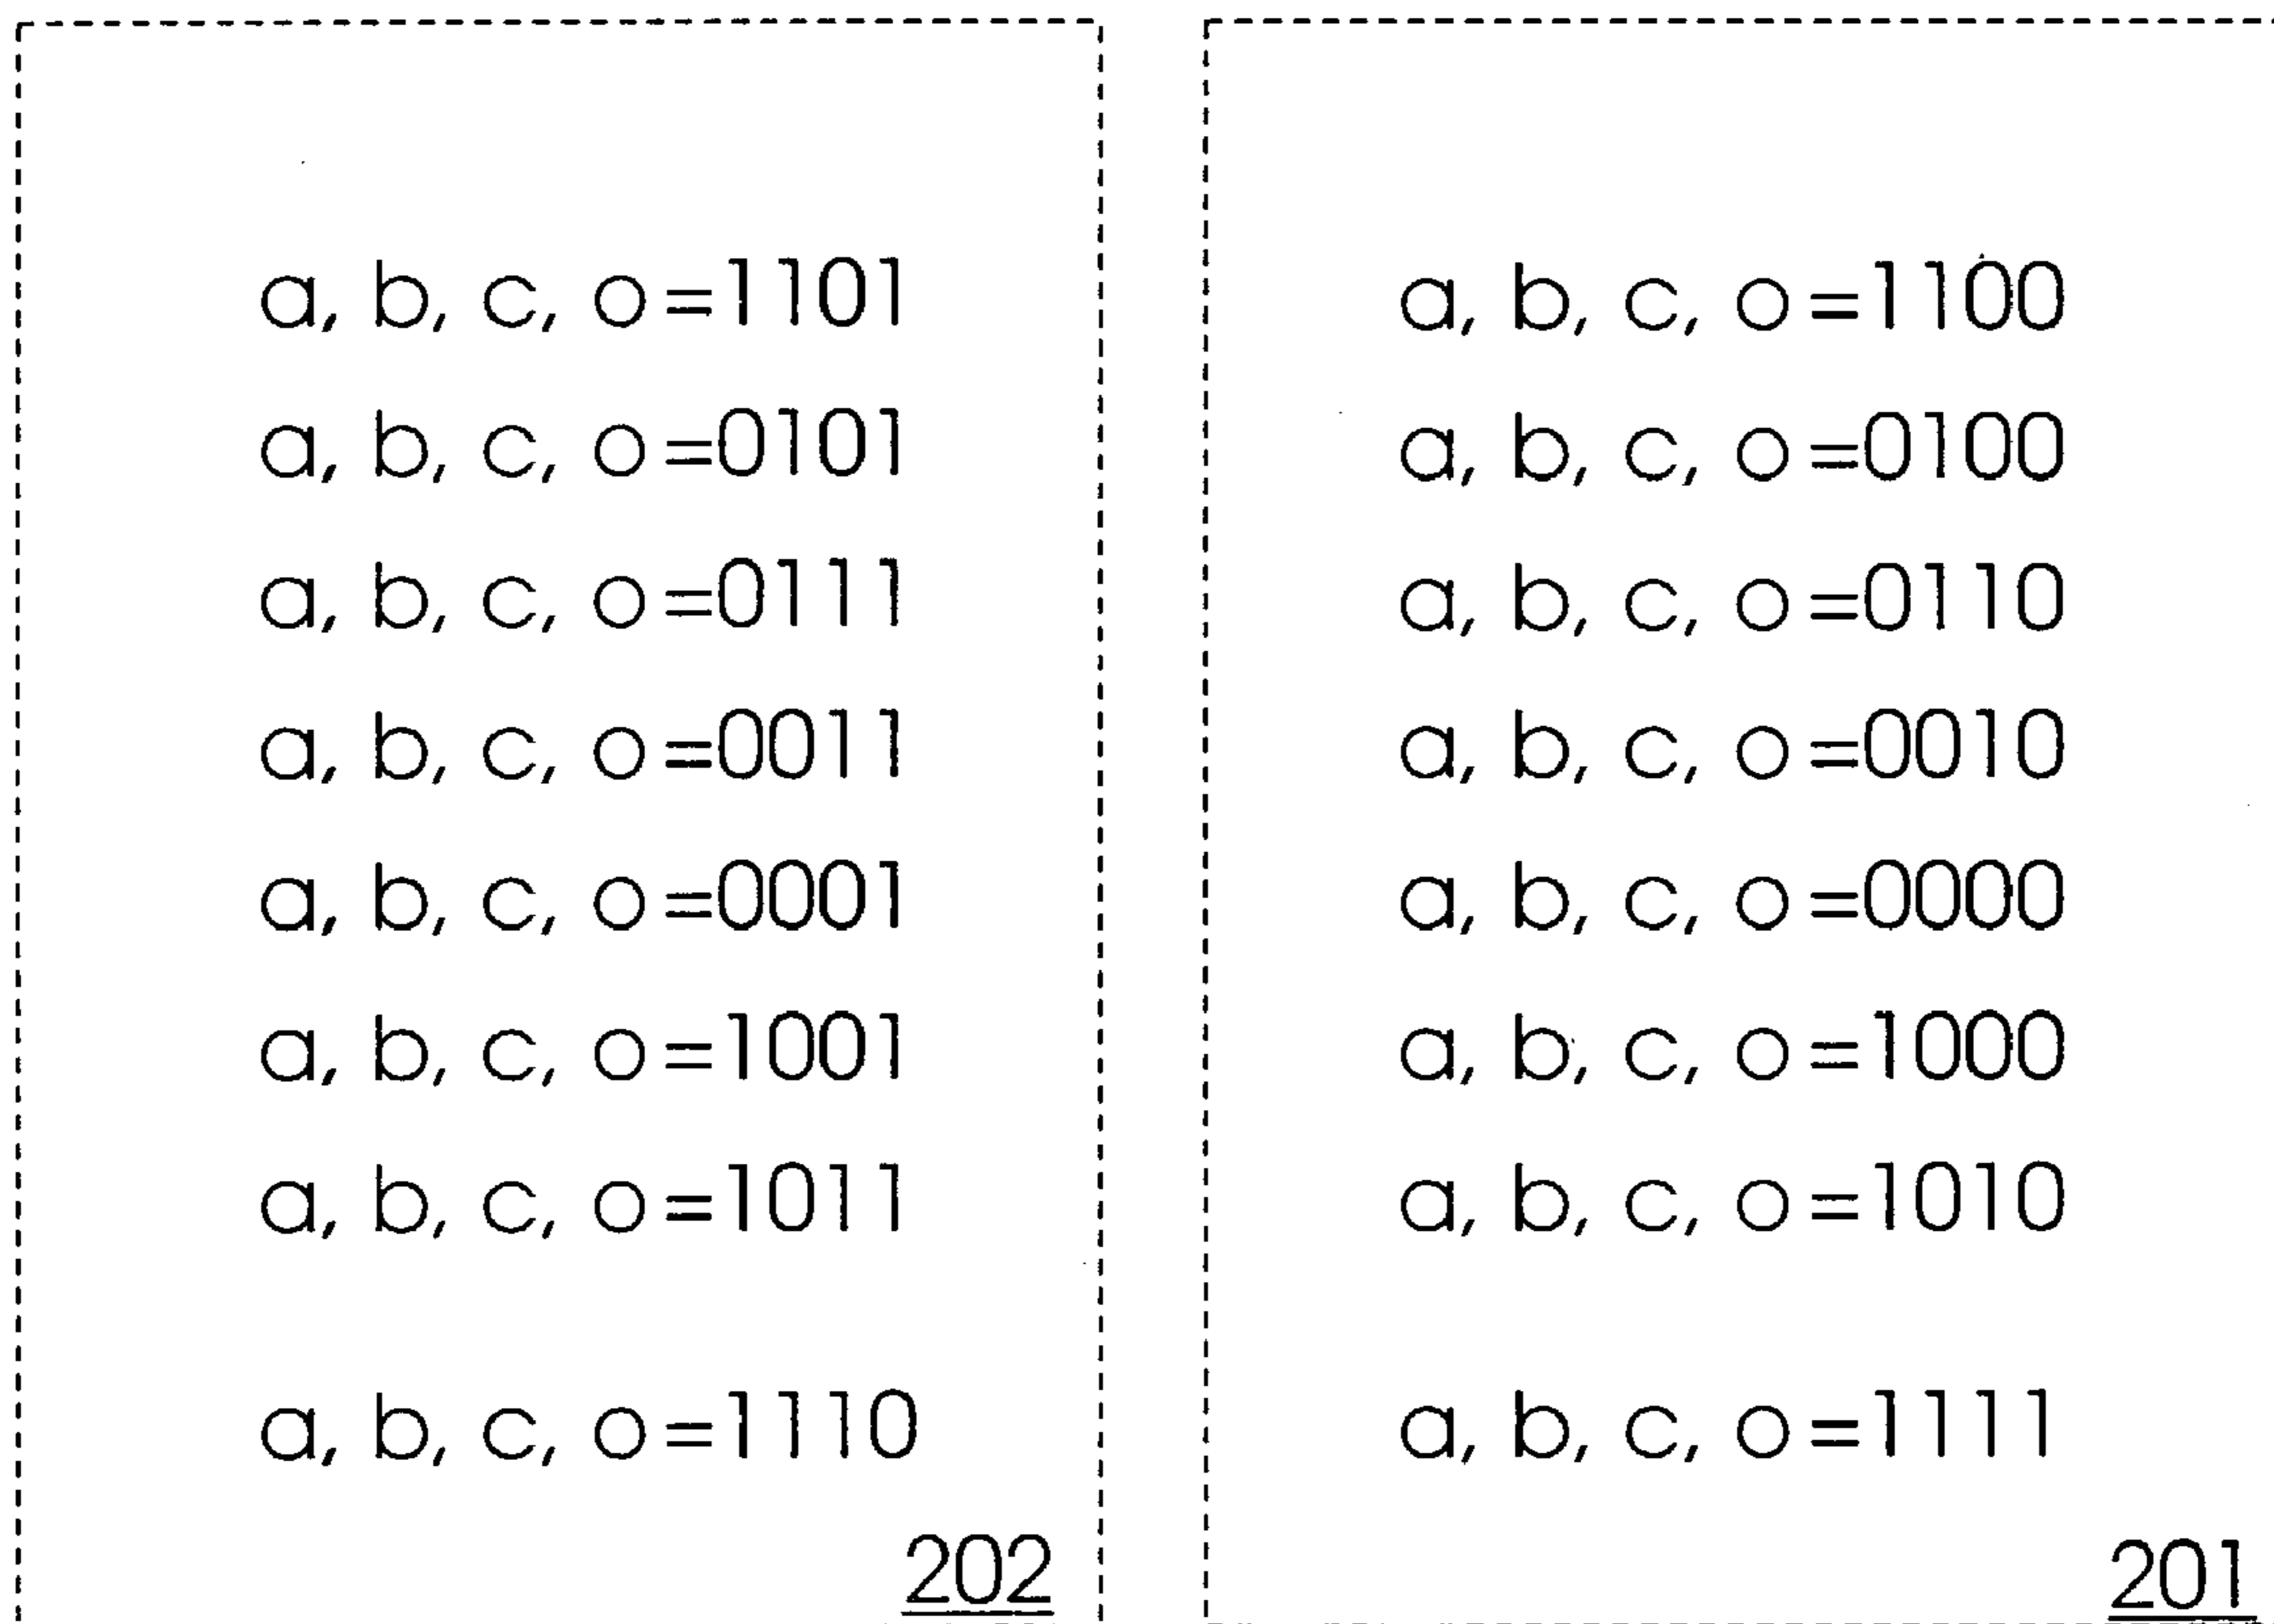 a, b, c, o=1101
a, b, c, o=0101
a, b, c, o=0111
a, b, c, o=0011
a, b, c, o=0001
a, b, c, o=1001
a, b, c, o=1011
a, b, c, o=1110
202
a, b, c, o=1100
a, b, c, o=0100
a, b, c, o=0110
a, b, c, o=0010
a, b, c, o=0000
a, b, c, o=1000
a, b, c, o=1010
a, b, c, o=1111
201